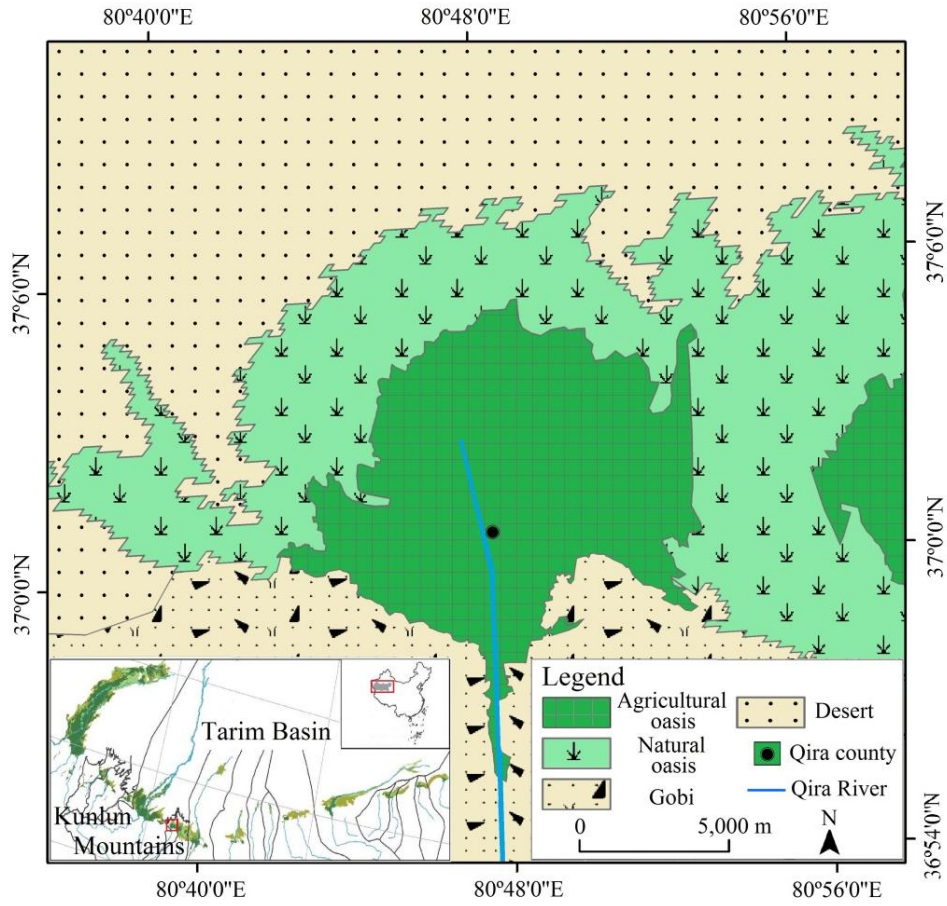 80°40'0"E 80°48'0"E 80°56'0"E
37°6'0"N
37°6'0"N
37°0'0"N
37°0'0"N
36°54'0"N
Tarim Basin
Kunlun
Mountains
Legend
Agricultural
oasis
Desert
Natural
oasis
Qira county
Gobi
Qira River
0 5,000 m
N
80°40'0"E 80°48'0"E 80°56'0"E